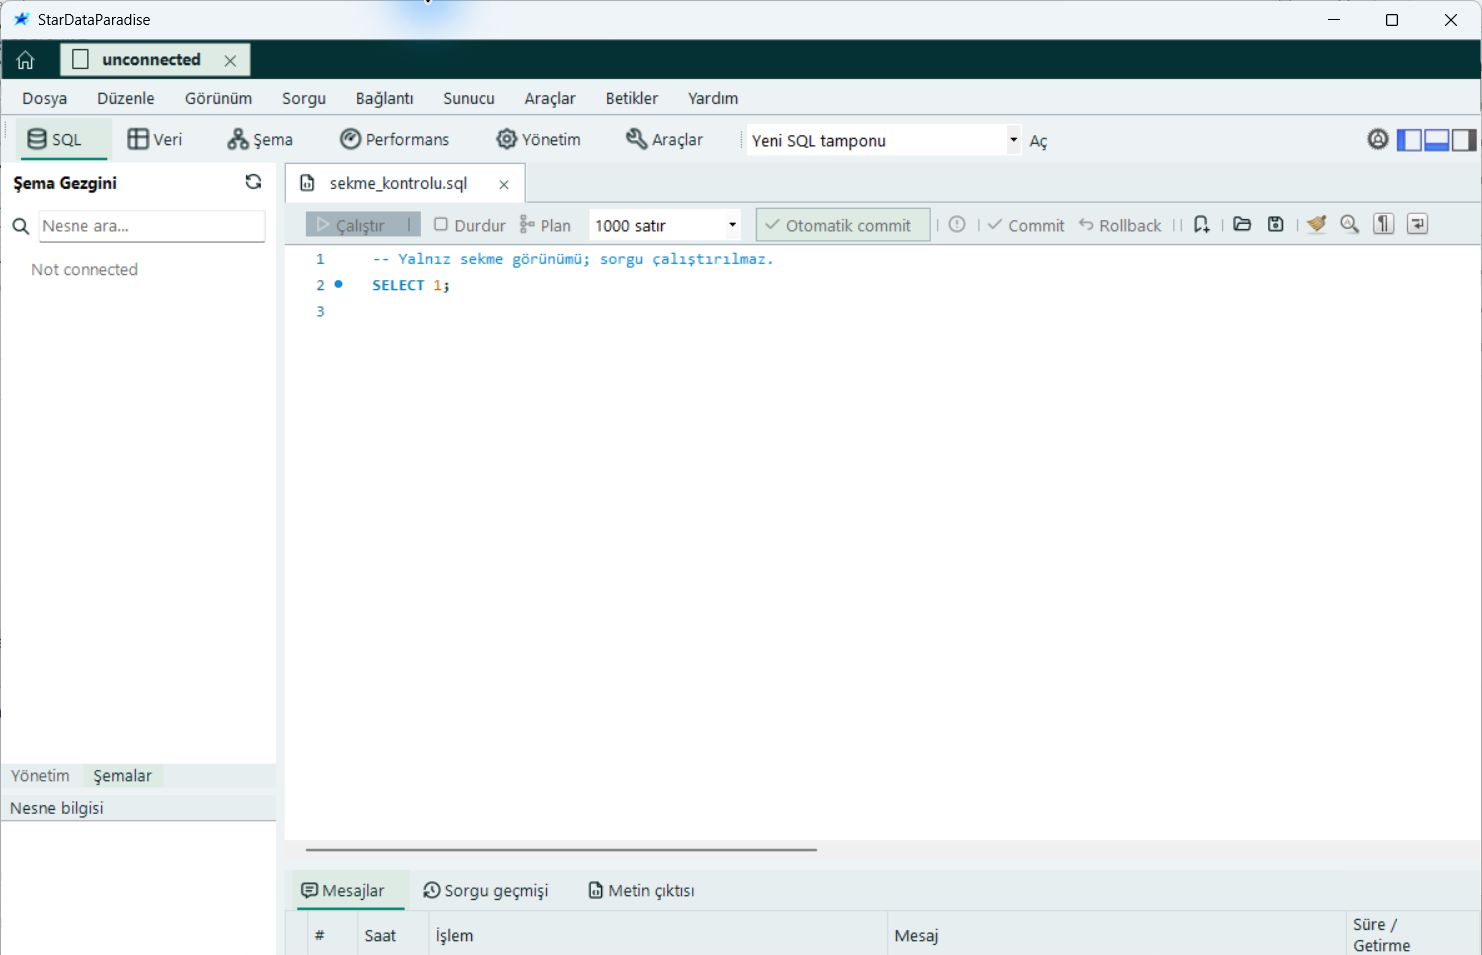 StarDataParadise
unconnected
Dosya Düzenle Görünüm Sorgu Bağlantı Sunucu Araçlar Betikler Yardım
SQL Veri Şema Performans Yönetim Araçlar Yeni SQL tamponu Aç
Şema Gezgini
Nesne ara...
Not connected
sekme_kontrolu.sql
Çalıştır Durdur Plan 1000 satır Otomatik commit Commit Rollback
1 -- Yalnız sekme görünümü; sorgu çalıştırılmaz.
2 SELECT 1;
3
Yönetim Şemalar
Nesne bilgisi
Mesajlar Sorgu geçmişi Metin çıktısı
# Saat İşlem Mesaj Süre /
Getirme